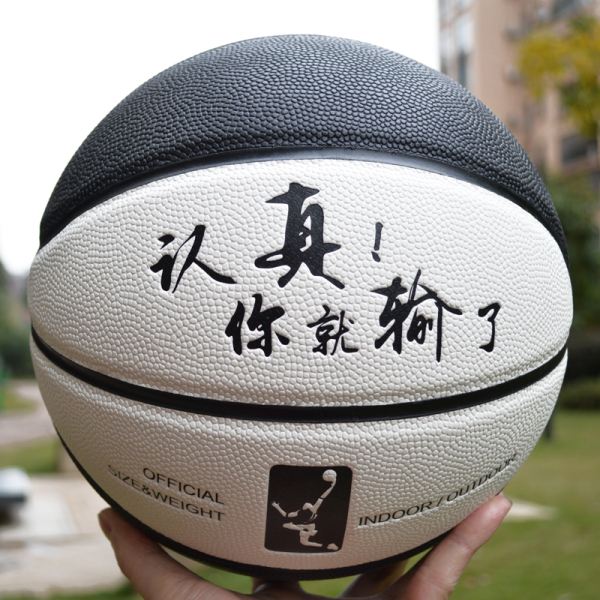 认真!
你就输了
OFFICIAL
SIZE&WEIGHT
INDOOR/OUTDOOR